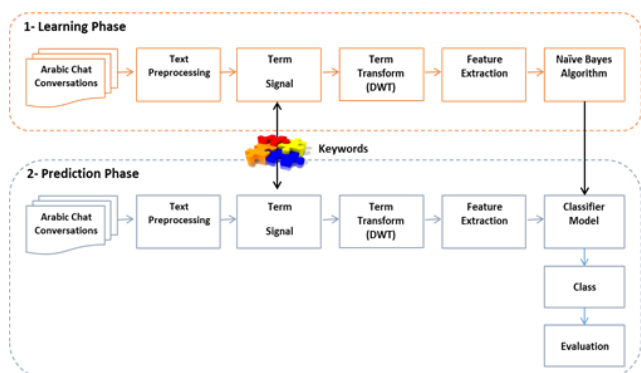 1- Learning Phase
Arabic Chat
Conversations
Text
Preprocessing
Term
Signal
Term
Transform
(DWT)
Feature
Extraction
Naïve Bayes
Algorithm
Keywords
2- Prediction Phase
Arabic Chat
Conversations
Text
Preprocessing
Term
Signal
Term
Transform
(DWT)
Feature
Extraction
Classifier
Model
Class
Evaluation